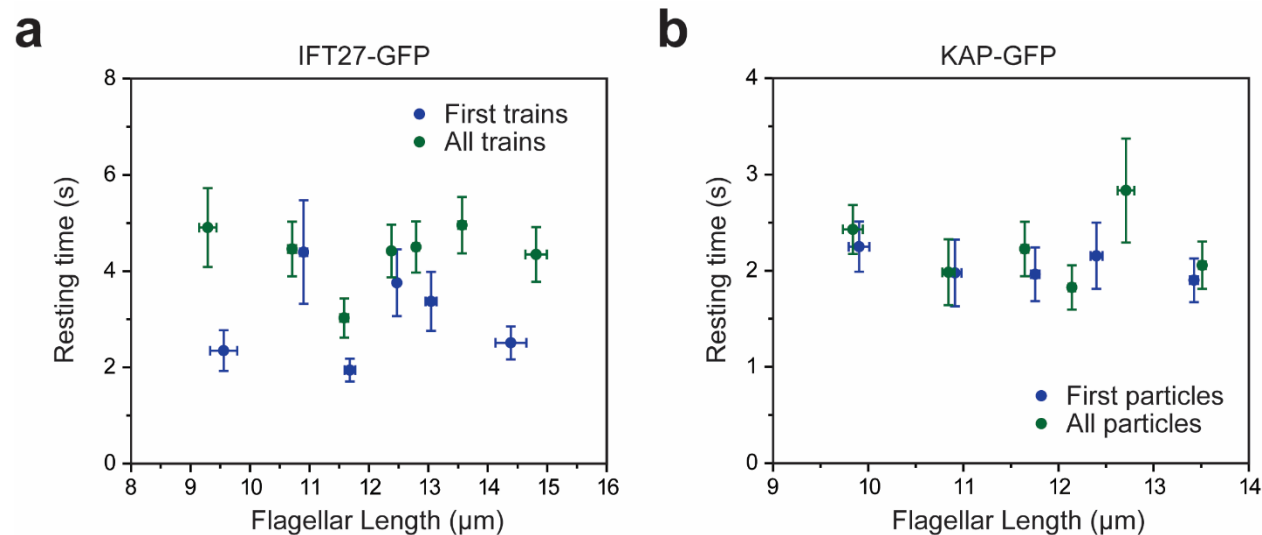 a
IFT27-GFP
8
6
4
2
0
Resting time (s)
First trains
All trains
8 9 10 11 12 13 14 15 16
Flagellar Length (μm)
b
KAP-GFP
4
3
2
1
0
Resting time (s)
First particles
All particles
9 10 11 12 13 14
Flagellar Length (μm)